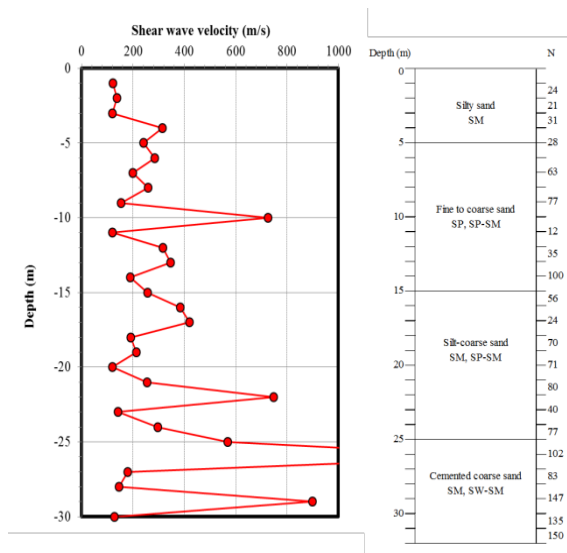 Shear wave velocity (m/s)
0 200 400 600 800 1000
0
-5
-10
-15
-20
-25
-30
Depth (m)
Depth (m) N
0
24
Silty sand 21
SM 31
5 28
63
77
Fine to coarse sand
SP, SP-SM
10 12
35
100
15 56
24
Silt-coarse sand 70
SM, SP-SM
20 71
80
40
77
25
102
Cemented coarse sand 83
SM, SW-SM
147
30 135
150